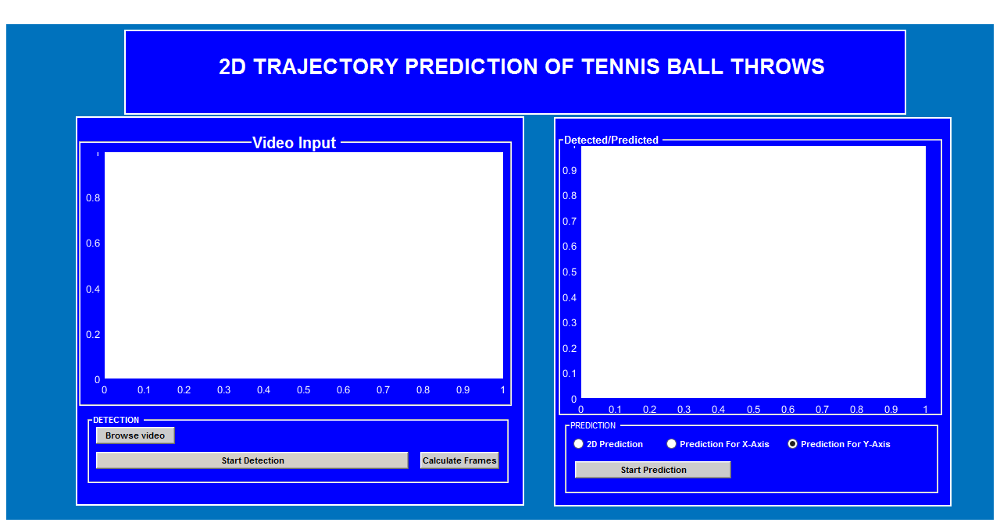 2D TRAJECTORY PREDICTION OF TENNIS BALL THROWS
Video Input
0.8
0.6
0.4
0.2
0
0 0.1 0.2 0.3 0.4 0.5 0.6 0.7 0.8 0.9 1
DETECTION
Browse video
Start Detection Calculate Frames
Detected/Predicted
0.9
0.8
0.7
0.6
0.5
0.4
0.3
0.2
0.1
0
0 0.1 0.2 0.3 0.4 0.5 0.6 0.7 0.8 0.9 1
PREDICTION
2D Prediction Prediction For X-Axis Prediction For Y-Axis
Start Prediction